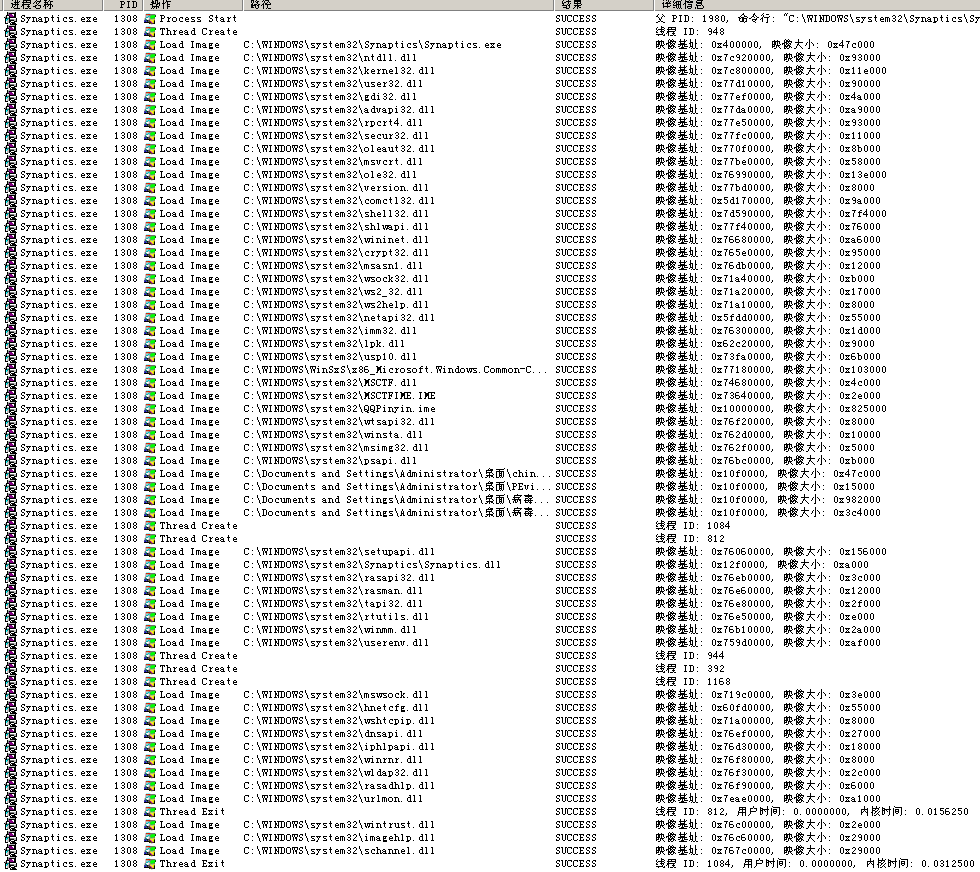 进程名称 PID 操作 路径 结果 详细信息
Synaptics.exe 1308 Process Start SUCCESS 父 PID: 1980, 命令行: "C:\WINDOWS\system32\Synaptics\Sy
Synaptics.exe 1308 Thread Create SUCCESS 线程 ID: 948
Synaptics.exe 1308 Load Image C:\WINDOWS\system32\Synaptics\Synaptics.exe SUCCESS 映像基址: 0x400000, 映像大小: 0x47c000
Synaptics.exe 1308 Load Image C:\WINDOWS\system32\ntdll.dll SUCCESS 映像基址: 0x7c920000, 映像大小: 0x93000
Synaptics.exe 1308 Load Image C:\WINDOWS\system32\kernel32.dll SUCCESS 映像基址: 0x7c800000, 映像大小: 0x11e000
Synaptics.exe 1308 Load Image C:\WINDOWS\system32\user32.dll SUCCESS 映像基址: 0x77d10000, 映像大小: 0x90000
Synaptics.exe 1308 Load Image C:\WINDOWS\system32\gdi32.dll SUCCESS 映像基址: 0x77ef0000, 映像大小: 0x4a000
Synaptics.exe 1308 Load Image C:\WINDOWS\system32\advapi32.dll SUCCESS 映像基址: 0x77da0000, 映像大小: 0xa9000
Synaptics.exe 1308 Load Image C:\WINDOWS\system32\rpcrt4.dll SUCCESS 映像基址: 0x77e50000, 映像大小: 0x93000
Synaptics.exe 1308 Load Image C:\WINDOWS\system32\secur32.dll SUCCESS 映像基址: 0x77fc0000, 映像大小: 0x11000
Synaptics.exe 1308 Load Image C:\WINDOWS\system32\oleaut32.dll SUCCESS 映像基址: 0x770f0000, 映像大小: 0x8b000
Synaptics.exe 1308 Load Image C:\WINDOWS\system32\msvcrt.dll SUCCESS 映像基址: 0x77be0000, 映像大小: 0x58000
Synaptics.exe 1308 Load Image C:\WINDOWS\system32\ole32.dll SUCCESS 映像基址: 0x76990000, 映像大小: 0x13e000
Synaptics.exe 1308 Load Image C:\WINDOWS\system32\version.dll SUCCESS 映像基址: 0x77bd0000, 映像大小: 0x8000
Synaptics.exe 1308 Load Image C:\WINDOWS\system32\comctl32.dll SUCCESS 映像基址: 0x5d170000, 映像大小: 0x9a000
Synaptics.exe 1308 Load Image C:\WINDOWS\system32\shell32.dll SUCCESS 映像基址: 0x7d590000, 映像大小: 0x7f4000
Synaptics.exe 1308 Load Image C:\WINDOWS\system32\shlwapi.dll SUCCESS 映像基址: 0x77f40000, 映像大小: 0x76000
Synaptics.exe 1308 Load Image C:\WINDOWS\system32\wininet.dll SUCCESS 映像基址: 0x76680000, 映像大小: 0xa6000
Synaptics.exe 1308 Load Image C:\WINDOWS\system32\crypt32.dll SUCCESS 映像基址: 0x765e0000, 映像大小: 0x95000
Synaptics.exe 1308 Load Image C:\WINDOWS\system32\msasn1.dll SUCCESS 映像基址: 0x76db0000, 映像大小: 0x12000
Synaptics.exe 1308 Load Image C:\WINDOWS\system32\wsock32.dll SUCCESS 映像基址: 0x71a40000, 映像大小: 0xb000
Synaptics.exe 1308 Load Image C:\WINDOWS\system32\ws2_32.dll SUCCESS 映像基址: 0x71a20000, 映像大小: 0x17000
Synaptics.exe 1308 Load Image C:\WINDOWS\system32\ws2help.dll SUCCESS 映像基址: 0x71a10000, 映像大小: 0x8000
Synaptics.exe 1308 Load Image C:\WINDOWS\system32\netapi32.dll SUCCESS 映像基址: 0x5fdd0000, 映像大小: 0x55000
Synaptics.exe 1308 Load Image C:\WINDOWS\system32\imm32.dll SUCCESS 映像基址: 0x76300000, 映像大小: 0x1d000
Synaptics.exe 1308 Load Image C:\WINDOWS\system32\lpk.dll SUCCESS 映像基址: 0x62c20000, 映像大小: 0x9000
Synaptics.exe 1308 Load Image C:\WINDOWS\system32\usp10.dll SUCCESS 映像基址: 0x73fa0000, 映像大小: 0x6b000
Synaptics.exe 1308 Load Image C:\WINDOWS\WinSxS\x86_Microsoft.Windows.Common-C... SUCCESS 映像基址: 0x77180000, 映像大小: 0x103000
Synaptics.exe 1308 Load Image C:\WINDOWS\system32\MSCTF.dll SUCCESS 映像基址: 0x74680000, 映像大小: 0x4c000
Synaptics.exe 1308 Load Image C:\WINDOWS\system32\MSCTFIME.IME SUCCESS 映像基址: 0x73640000, 映像大小: 0x2e000
Synaptics.exe 1308 Load Image C:\WINDOWS\system32\QQPinyin.ime SUCCESS 映像基址: 0x10000000, 映像大小: 0x825000
Synaptics.exe 1308 Load Image C:\WINDOWS\system32\wtsapi32.dll SUCCESS 映像基址: 0x76f20000, 映像大小: 0x8000
Synaptics.exe 1308 Load Image C:\WINDOWS\system32\winsta.dll SUCCESS 映像基址: 0x762d0000, 映像大小: 0x10000
Synaptics.exe 1308 Load Image C:\WINDOWS\system32\msimg32.dll SUCCESS 映像基址: 0x762f0000, 映像大小: 0x5000
Synaptics.exe 1308 Load Image C:\WINDOWS\system32\psapi.dll SUCCESS 映像基址: 0x76bc0000, 映像大小: 0xb000
Synaptics.exe 1308 Load Image C:\Documents and Settings\Administrator\桌面\chin... SUCCESS 映像基址: 0x10f0000, 映像大小: 0x47c000
Synaptics.exe 1308 Load Image C:\Documents and Settings\Administrator\桌面\PEvi... SUCCESS 映像基址: 0x10f0000, 映像大小: 0x15000
Synaptics.exe 1308 Load Image C:\Documents and Settings\Administrator\桌面\病毒... SUCCESS 映像基址: 0x10f0000, 映像大小: 0x982000
Synaptics.exe 1308 Load Image C:\Documents and Settings\Administrator\桌面\病毒... SUCCESS 映像基址: 0x10f0000, 映像大小: 0x3c4000
Synaptics.exe 1308 Thread Create SUCCESS 线程 ID: 1084
Synaptics.exe 1308 Thread Create SUCCESS 线程 ID: 812
Synaptics.exe 1308 Load Image C:\WINDOWS\system32\setupapi.dll SUCCESS 映像基址: 0x76060000, 映像大小: 0x156000
Synaptics.exe 1308 Load Image C:\WINDOWS\system32\Synaptics\Synaptics.dll SUCCESS 映像基址: 0x12f0000, 映像大小: 0xa000
Synaptics.exe 1308 Load Image C:\WINDOWS\system32\rasapi32.dll SUCCESS 映像基址: 0x76eb0000, 映像大小: 0x3c000
Synaptics.exe 1308 Load Image C:\WINDOWS\system32\rasman.dll SUCCESS 映像基址: 0x76e60000, 映像大小: 0x12000
Synaptics.exe 1308 Load Image C:\WINDOWS\system32\tapi32.dll SUCCESS 映像基址: 0x76e80000, 映像大小: 0x2f000
Synaptics.exe 1308 Load Image C:\WINDOWS\system32\rtutils.dll SUCCESS 映像基址: 0x76e50000, 映像大小: 0xe000
Synaptics.exe 1308 Load Image C:\WINDOWS\system32\winmm.dll SUCCESS 映像基址: 0x76b10000, 映像大小: 0x2a000
Synaptics.exe 1308 Load Image C:\WINDOWS\system32\userenv.dll SUCCESS 映像基址: 0x759d0000, 映像大小: 0xaf000
Synaptics.exe 1308 Thread Create SUCCESS 线程 ID: 944
Synaptics.exe 1308 Thread Create SUCCESS 线程 ID: 392
Synaptics.exe 1308 Thread Create SUCCESS 线程 ID: 1168
Synaptics.exe 1308 Load Image C:\WINDOWS\system32\mswsock.dll SUCCESS 映像基址: 0x719c0000, 映像大小: 0x3e000
Synaptics.exe 1308 Load Image C:\WINDOWS\system32\hnetcfg.dll SUCCESS 映像基址: 0x60fd0000, 映像大小: 0x55000
Synaptics.exe 1308 Load Image C:\WINDOWS\system32\wshtcpip.dll SUCCESS 映像基址: 0x71a00000, 映像大小: 0x8000
Synaptics.exe 1308 Load Image C:\WINDOWS\system32\dnsapi.dll SUCCESS 映像基址: 0x76ef0000, 映像大小: 0x27000
Synaptics.exe 1308 Load Image C:\WINDOWS\system32\iphlpapi.dll SUCCESS 映像基址: 0x76d30000, 映像大小: 0x18000
Synaptics.exe 1308 Load Image C:\WINDOWS\system32\winrnr.dll SUCCESS 映像基址: 0x76f80000, 映像大小: 0x8000
Synaptics.exe 1308 Load Image C:\WINDOWS\system32\wldap32.dll SUCCESS 映像基址: 0x76f30000, 映像大小: 0x2c000
Synaptics.exe 1308 Load Image C:\WINDOWS\system32\rasadhlp.dll SUCCESS 映像基址: 0x76f90000, 映像大小: 0x6000
Synaptics.exe 1308 Load Image C:\WINDOWS\system32\urlmon.dll SUCCESS 映像基址: 0x7eae0000, 映像大小: 0xa1000
Synaptics.exe 1308 Thread Exit SUCCESS 线程 ID: 812, 用户时间: 0.0000000, 内核时间: 0.0156250
Synaptics.exe 1308 Load Image C:\WINDOWS\system32\wintrust.dll SUCCESS 映像基址: 0x76c00000, 映像大小: 0x2e000
Synaptics.exe 1308 Load Image C:\WINDOWS\system32\imagehlp.dll SUCCESS 映像基址: 0x76c60000, 映像大小: 0x29000
Synaptics.exe 1308 Load Image C:\WINDOWS\system32\schannel.dll SUCCESS 映像基址: 0x767c0000, 映像大小: 0x29000
Synaptics.exe 1308 Thread Exit SUCCESS 线程 ID: 1084, 用户时间: 0.0000000, 内核时间: 0.0312500